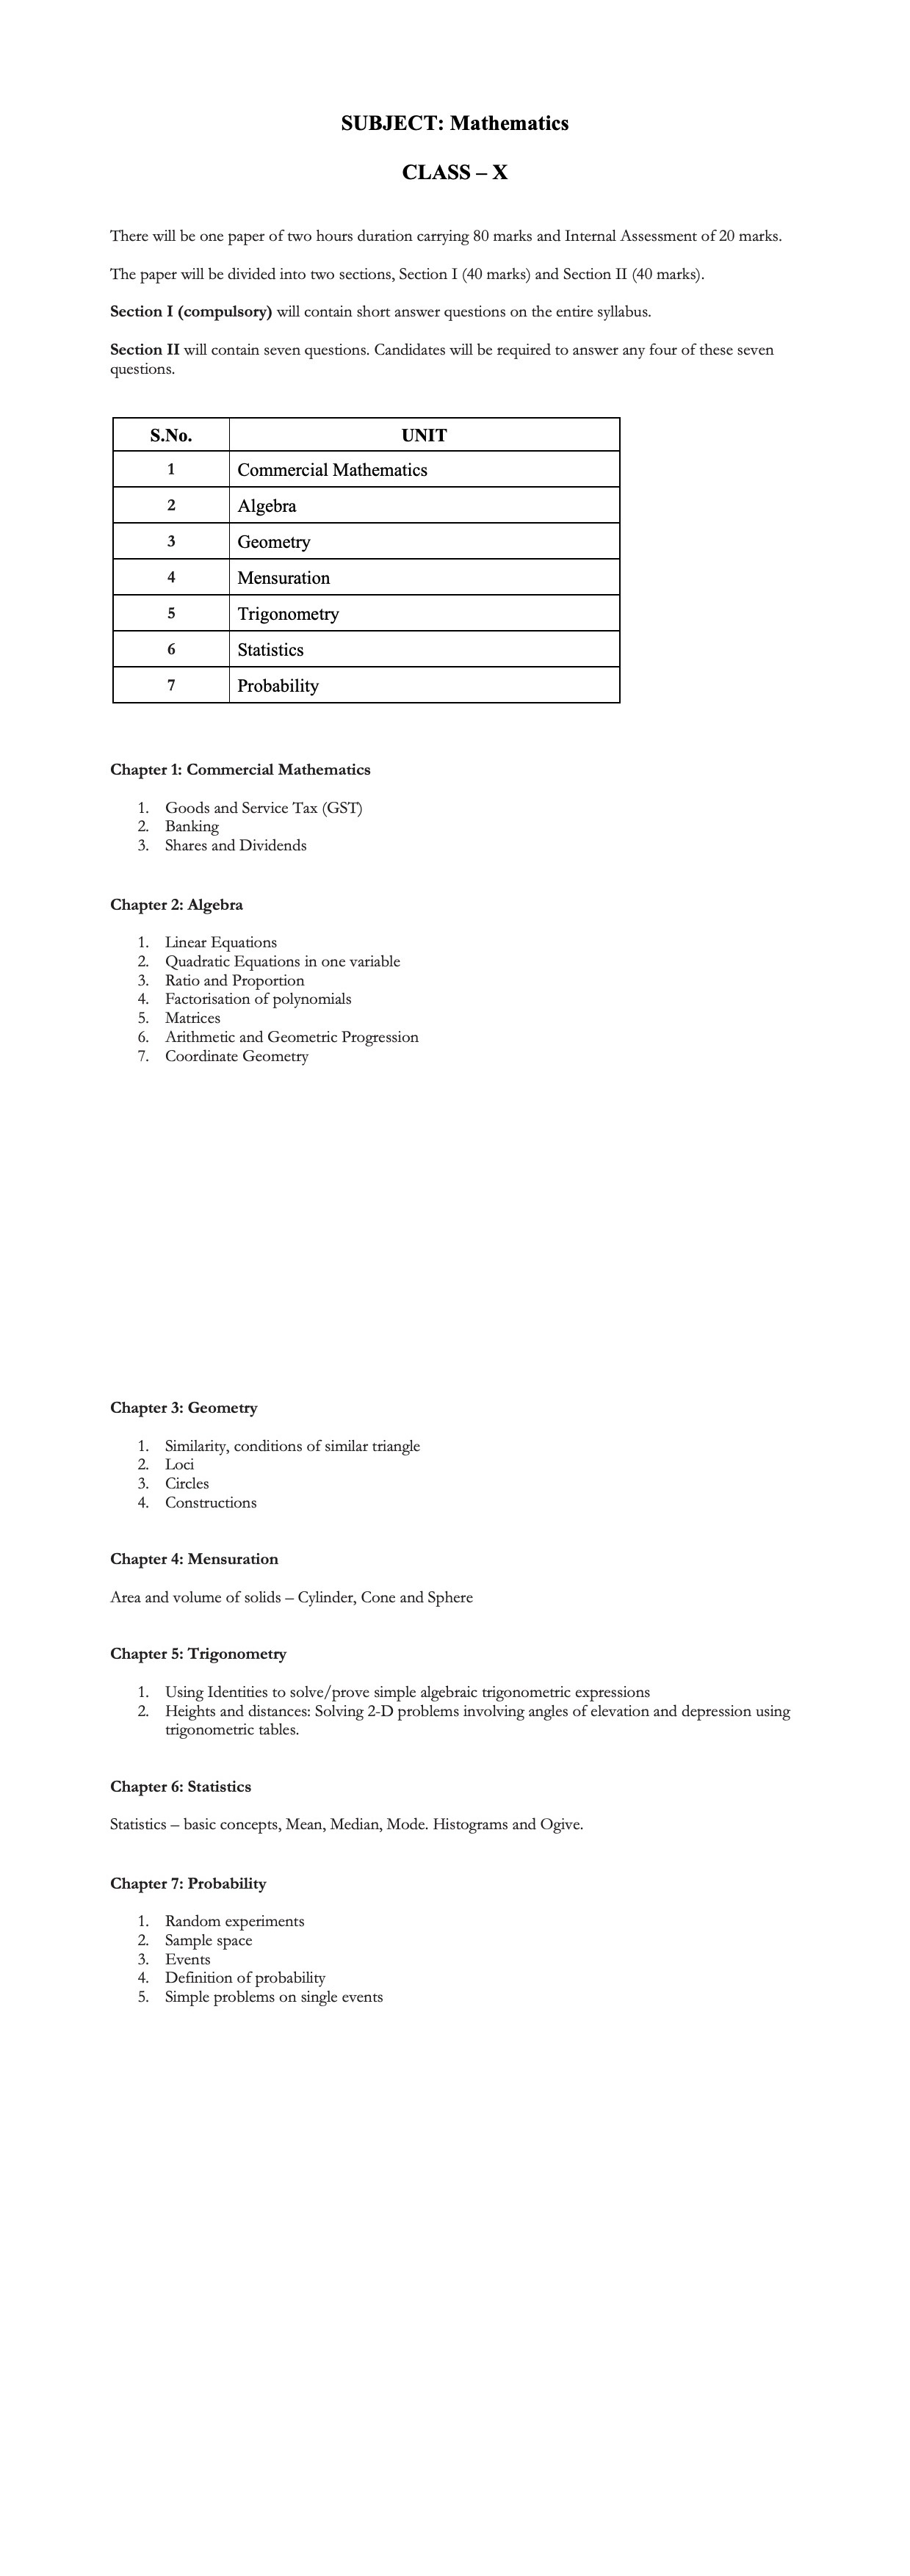 SUBJECT: Mathematics
CLASS – X
There will be one paper of two hours duration carrying 80 marks and Internal Assessment of 20 marks.
The paper will be divided into two sections, Section I (40 marks) and Section II (40 marks).
Section I (compulsory) will contain short answer questions on the entire syllabus.
Section II will contain seven questions. Candidates will be required to answer any four of these seven
questions.
S.No. UNIT
1 Commercial Mathematics
2 Algebra
3 Geometry
4 Mensuration
5 Trigonometry
6 Statistics
7 Probability
Chapter 1: Commercial Mathematics
1. Goods and Service Tax (GST)
2. Banking
3. Shares and Dividends
Chapter 2: Algebra
1. Linear Equations
2. Quadratic Equations in one variable
3. Ratio and Proportion
4. Factorisation of polynomials
5. Matrices
6. Arithmetic and Geometric Progression
7. Coordinate Geometry
Chapter 3: Geometry
1. Similarity, conditions of similar triangle
2. Loci
3. Circles
4. Constructions
Chapter 4: Mensuration
Area and volume of solids – Cylinder, Cone and Sphere
Chapter 5: Trigonometry
1. Using Identities to solve/prove simple algebraic trigonometric expressions
2. Heights and distances: Solving 2-D problems involving angles of elevation and depression using
trigonometric tables.
Chapter 6: Statistics
Statistics – basic concepts, Mean, Median, Mode. Histograms and Ogive.
Chapter 7: Probability
1. Random experiments
2. Sample space
3. Events
4. Definition of probability
5. Simple problems on single events